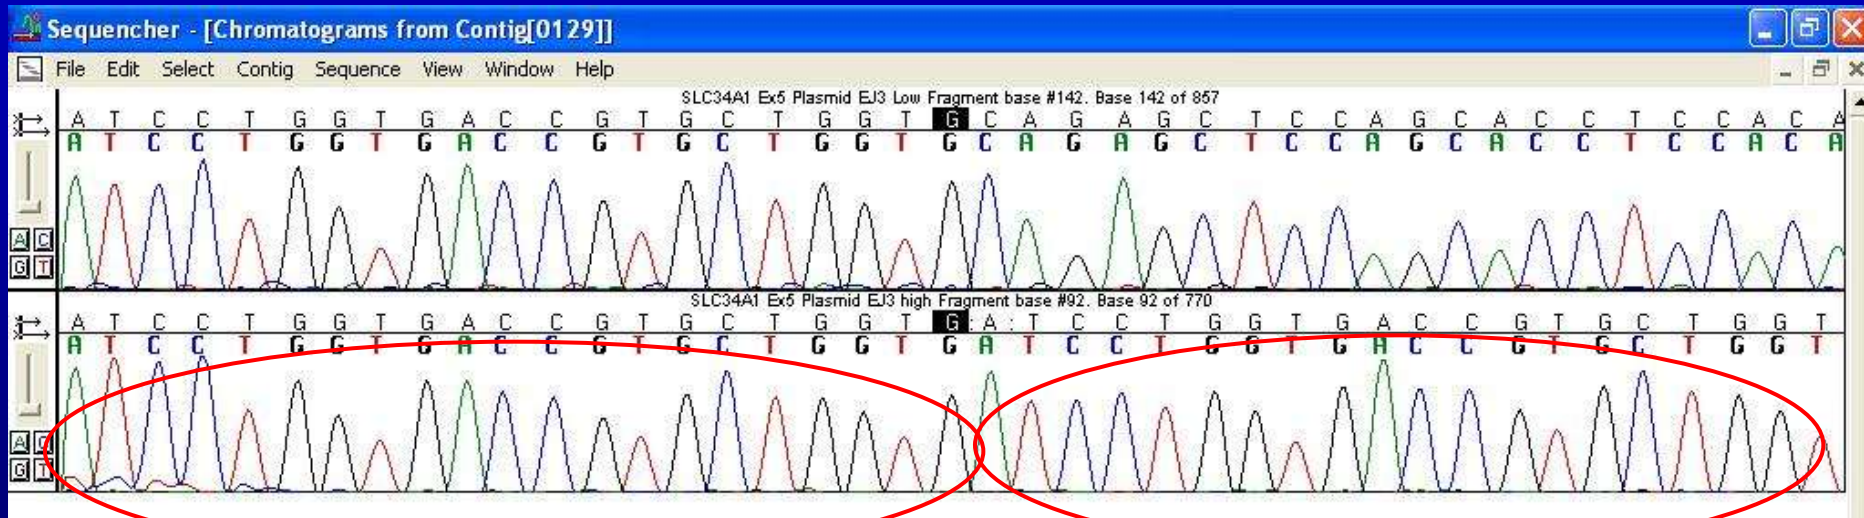 Sequencher - [Chromatograms from Contig[0129]]
File Edit Select Contig Sequence View Window Help
SLC34A1 Ex5 Plasmid EJ3 Low Fragment base #142. Base 142 of 857
A T C C T G G T G A C C G T G C T G G T G C A G A G C T C C A G C A C C T C C A C A
A T C C T G G T G A C C G T G C T G G T G C A G A G C T C C A G C A C C T C C A C A
A C
G T
SLC34A1 Ex5 Plasmid EJ3 high Fragment base #92. Base 92 of 770
A T C C T G G T G A C C G T G C T G G T G : A : T C C T G G T G A C C G T G C T G G T
A T C C T G G T G A C C G T G C T G G T G A T C C T G G T G A C C G T G C T G G T
A C
G T